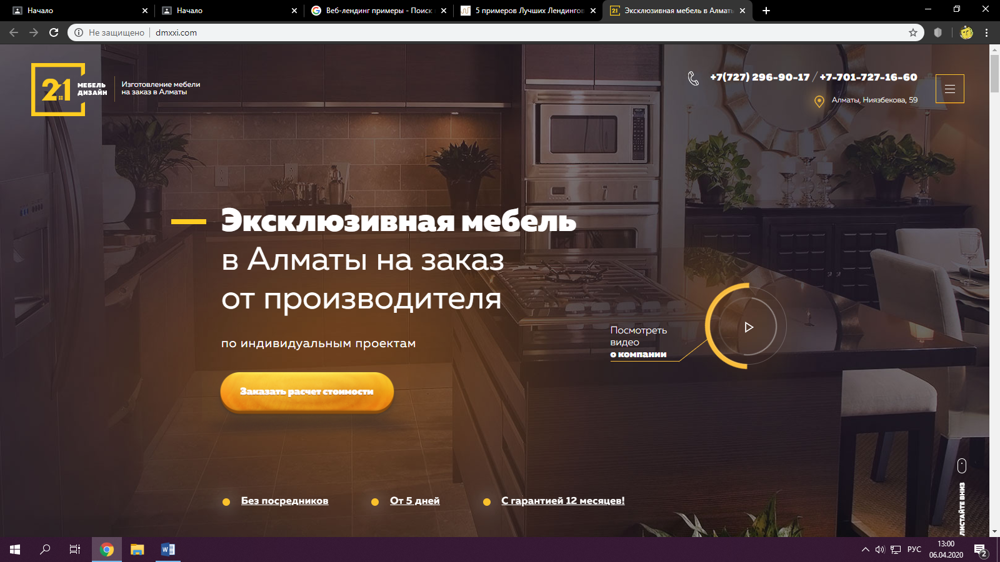 Начало
Начало
Веб-лендинг примеры - Поиск
5 примеров Лучших Лендингов
Эксклюзивная мебель в Алмать
Не защищено
dmxxi.com
21
МЕБЕЛЬ
ДИЗАЙН
Изготовление мебели
на заказ в Алматы
+7(727) 296-90-17 / +7-701-727-16-60
Алматы, Ниязбекова, 59
Эксклюзивная мебель
в Алматы на заказ
от производителя
по индивидуальным проектам
Заказать расчет стоимости
Посмотреть
видео
о компании
Без посредников
От 5 дней
С гарантией 12 месяцев!
ЛИСТАЙТЕ ВНИЗ
РУС
13:00
06.04.2020
2